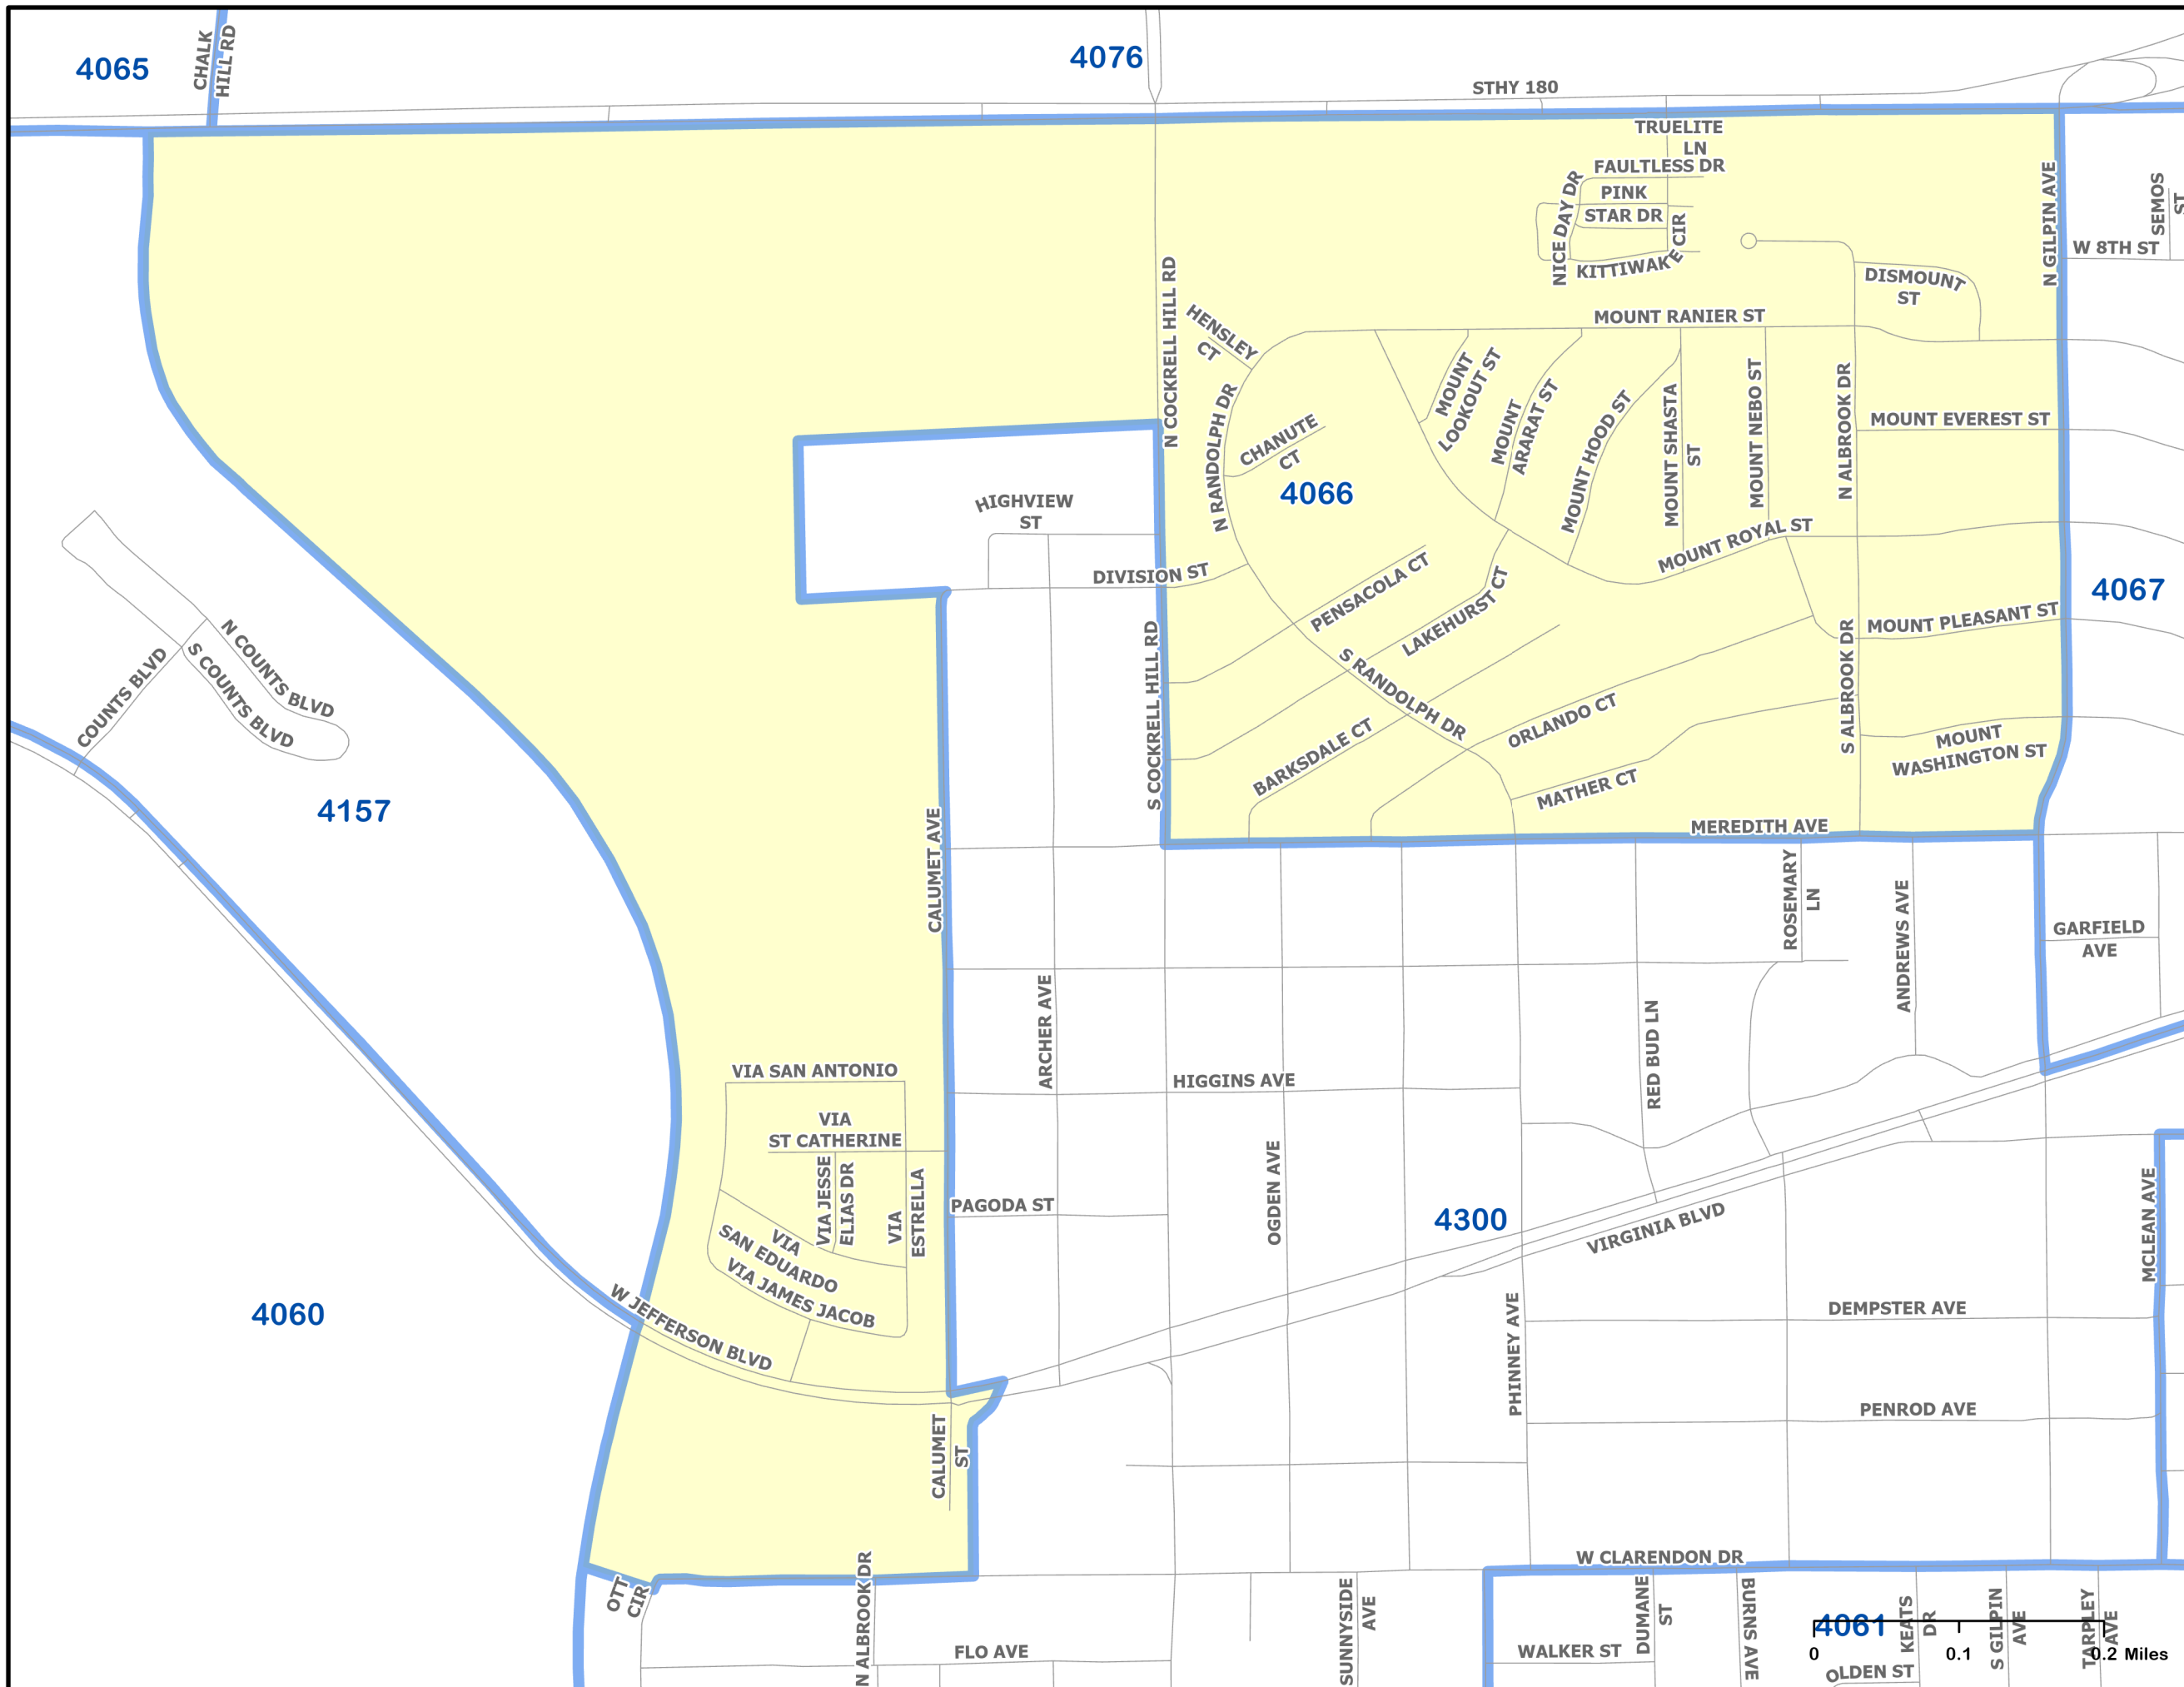 CHALK
HILL RD
4065
4076
STHY 180
TRUELITE
LN
FAULTLESS DR
PINK
STAR DR
NICE DAY DR
KITTIWAKE CIR
N GILPIN AVE
SEMOS
ST
W 8TH ST
DISMOUNT
ST
MOUNT RANIER ST
N COCKRELL HILL RD
HENSLEY
CT
N RANDOLPH DR
CHANUTE
CT
MOUNT
LOOKOUT ST
MOUNT
ARARAT ST
MOUNT HOOD ST
MOUNT SHASTA
ST
MOUNT NEBO ST
N ALBROOK DR
MOUNT EVEREST ST
4066
HIGHVIEW
ST
DIVISION ST
MOUNT ROYAL ST
4067
PENSACOLA CT
LAKEHURST CT
MOUNT PLEASANT ST
S COCKRELL HILL RD
S RANDOLPH DR
S ALBROOK DR
ORLANDO CT
BARKSDALE CT
MATHER CT
MOUNT
WASHINGTON ST
N COUNTS BLVD
S COUNTS BLVD
COUNTS BLVD
4157
MEREDITH AVE
CALUMET AVE
ROSEMARY
LN
ANDREWS AVE
GARFIELD
AVE
ARCHER AVE
RED BUD LN
VIA SAN ANTONIO
HIGGINS AVE
VIA
ST CATHERINE
VIA JESSE
ELIAS DR
VIA
ESTRELLA
PAGODA ST
OGDEN AVE
4300
VIRGINIA BLVD
MCLEAN AVE
VIA
SAN EDUARDO
VIA JAMES JACOB
4060
W JEFFERSON BLVD
PHINNEY AVE
DEMPSTER AVE
PENROD AVE
CALUMET
ST
OTT
CIR
N ALBROOK DR
W CLARENDON DR
FLO AVE
SUNNYSIDE
AVE
WALKER ST
DUMANE
ST
BURNS AVE
4061
KEATS
DR
S GILPIN
AVE
TARPLEY
AVE
OLDEN ST
0
0.1
0.2 Miles